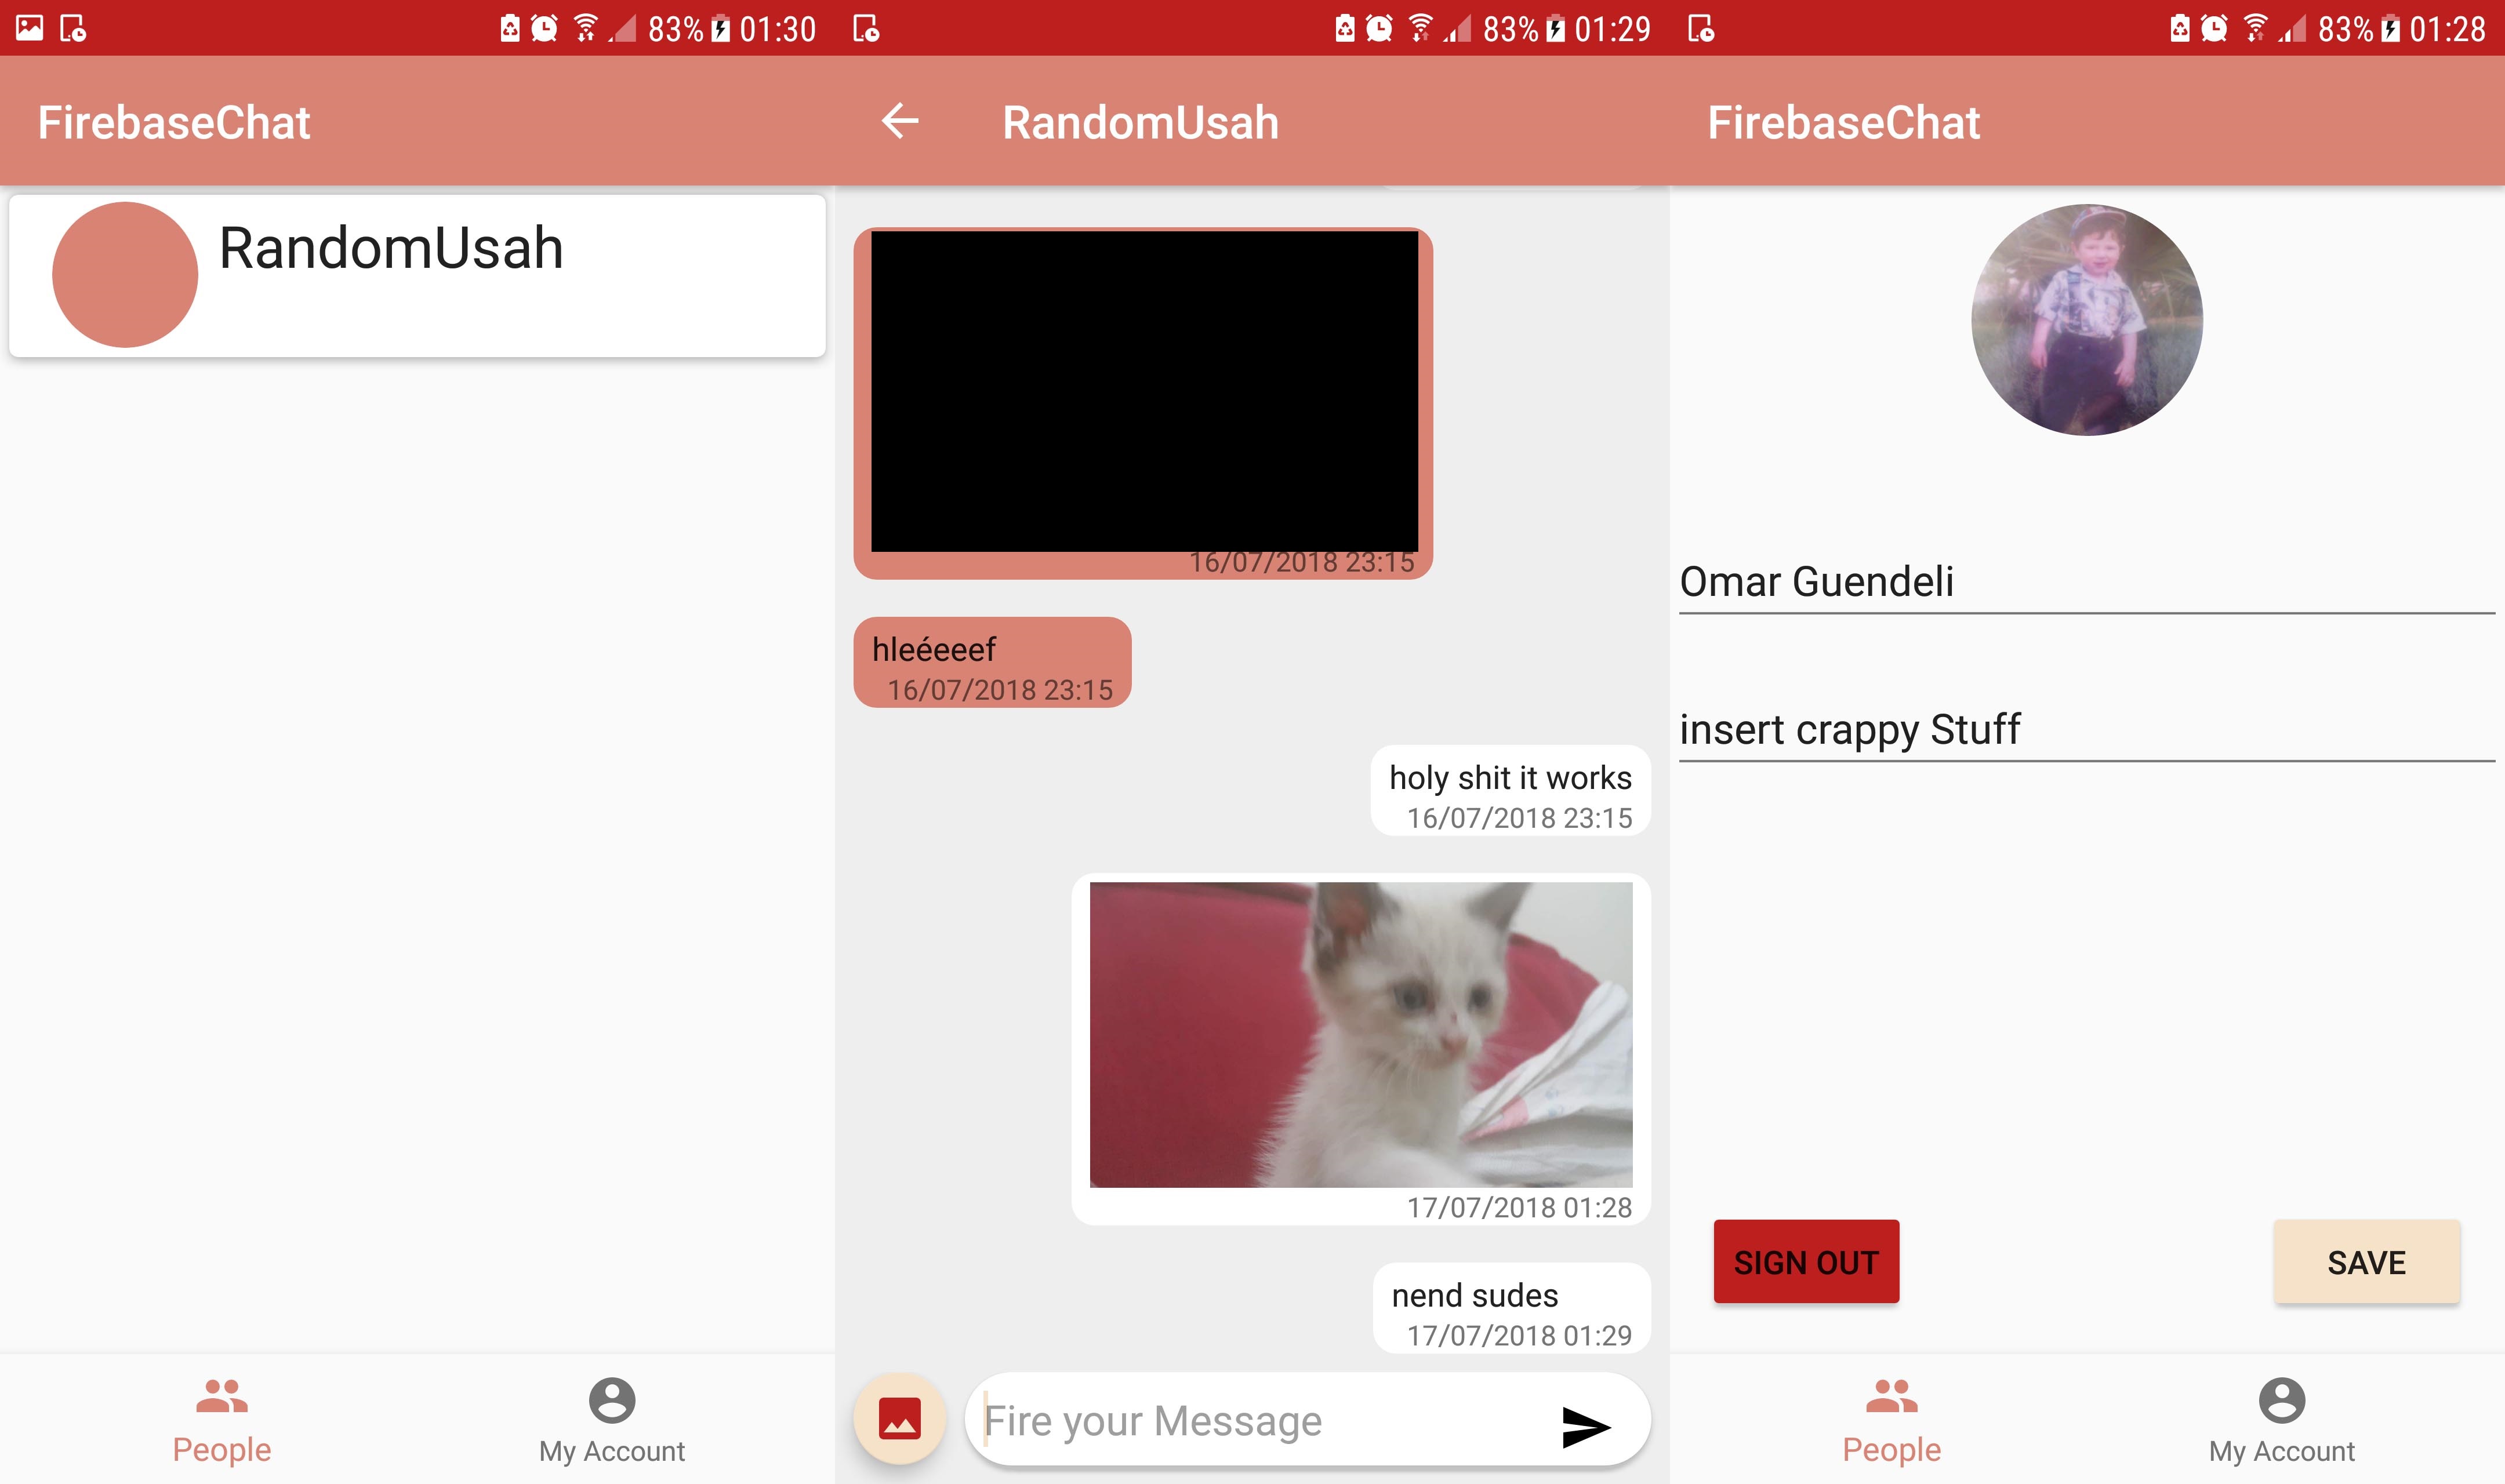 83% 01:30
FirebaseChat
RandomUsah
People
My Account
83% 01:29
RandomUsah
16/07/2018 23:15
hleéeeef
16/07/2018 23:15
holy shit it works
16/07/2018 23:15
17/07/2018 01:28
nend sudes
17/07/2018 01:29
Fire your Message
83% 01:28
FirebaseChat
Omar Guendeli
insert crappy Stuff
SIGN OUT
SAVE
People
My Account